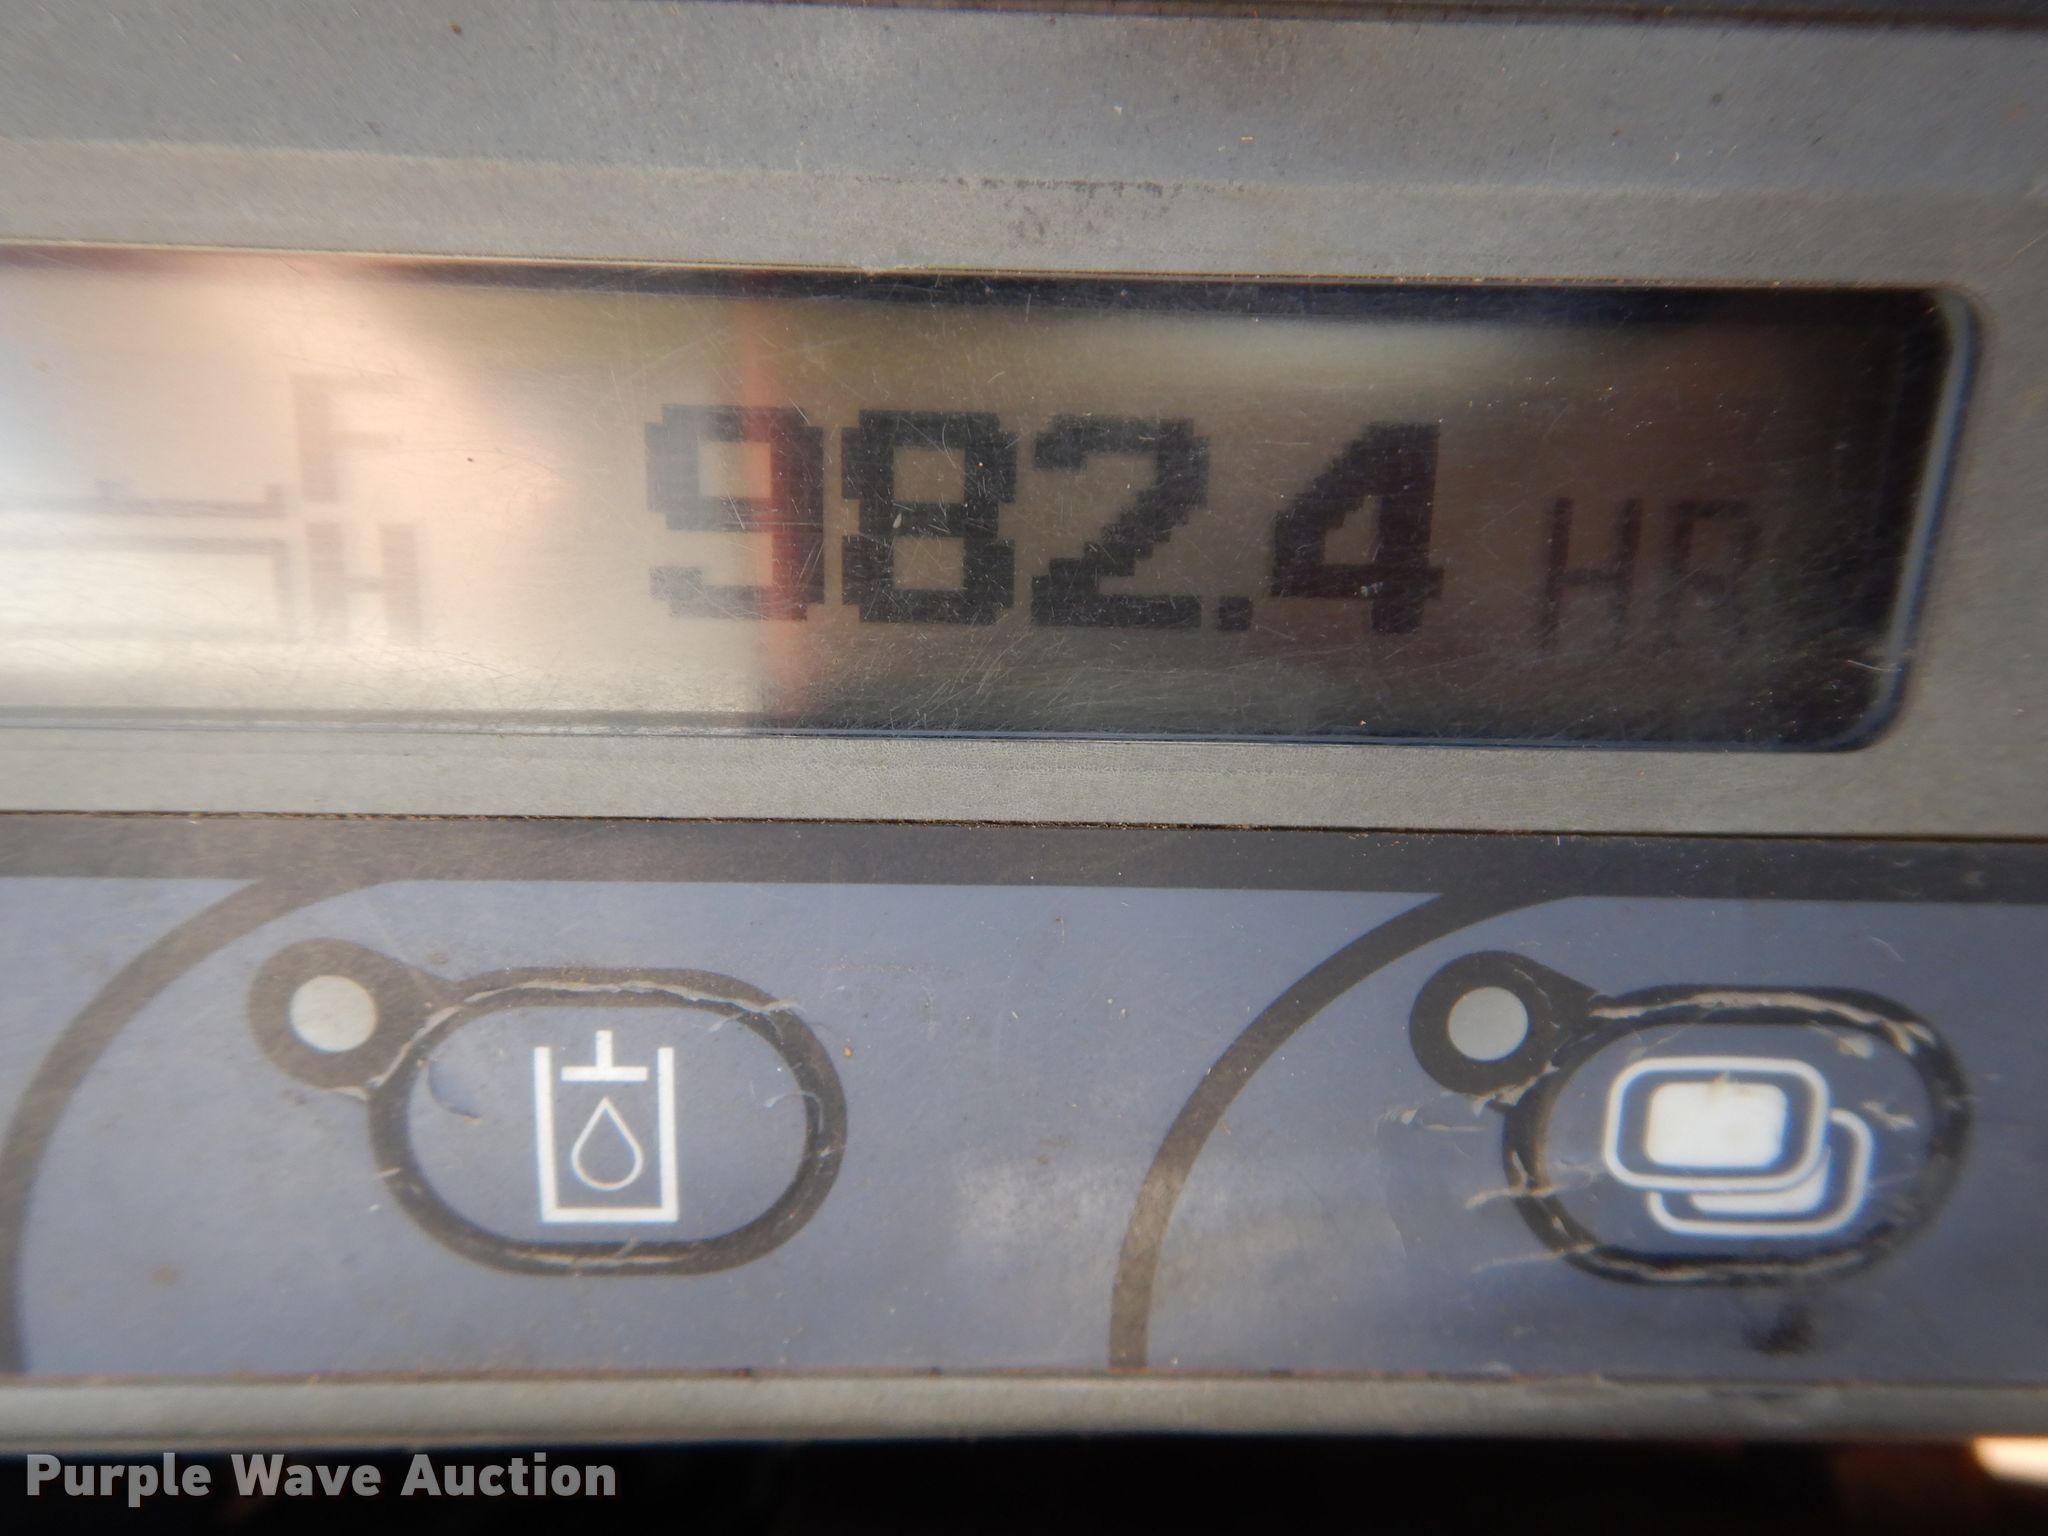 F
982.4 HR
H
Purple Wave Auction